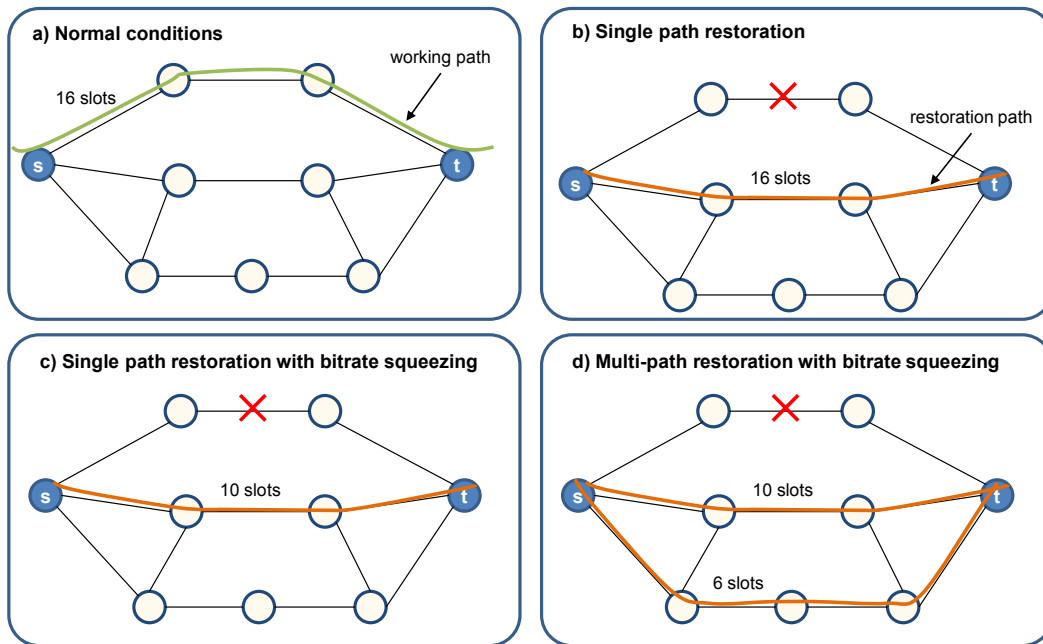 a) Normal conditions
working path
16 slots
s
t
b) Single path restoration
restoration path
16 slots
s
t
c) Single path restoration with bitrate squeezing
10 slots
s
t
d) Multi-path restoration with bitrate squeezing
10 slots
s
t
6 slots